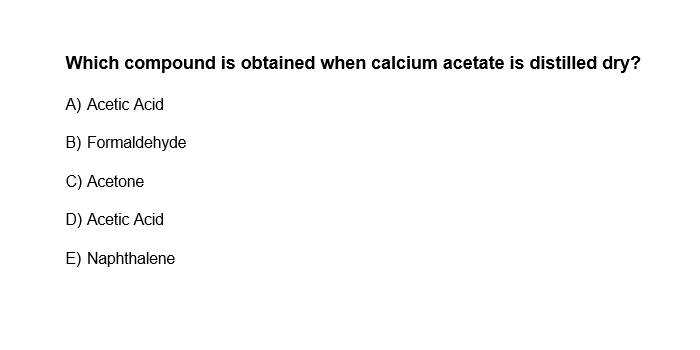 Which compound is obtained when calcium acetate is distilled dry?
A) Acetic Acid
B) Formaldehyde
C) Acetone
D) Acetic Acid
E) Naphthalene